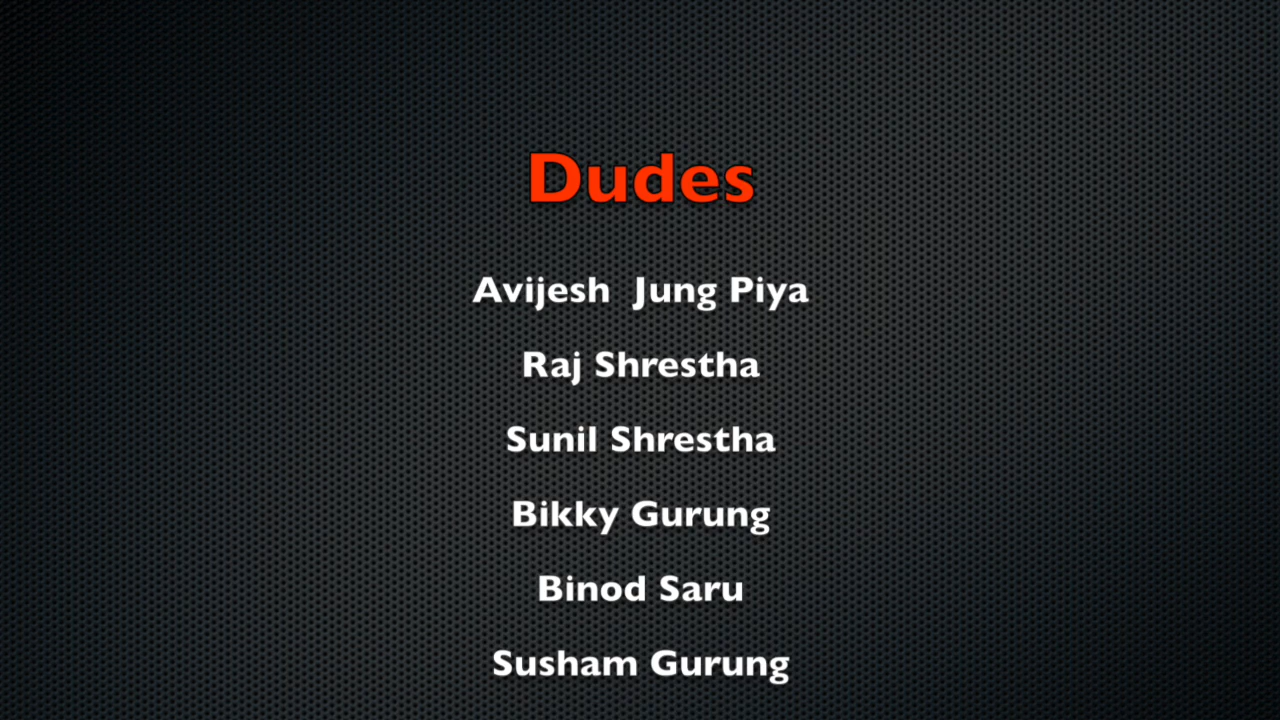 Dudes
Avijesh  Jung Piya
Raj Shrestha
Sunil Shrestha
Bikky Gurung
Binod Saru
Susham Gurung